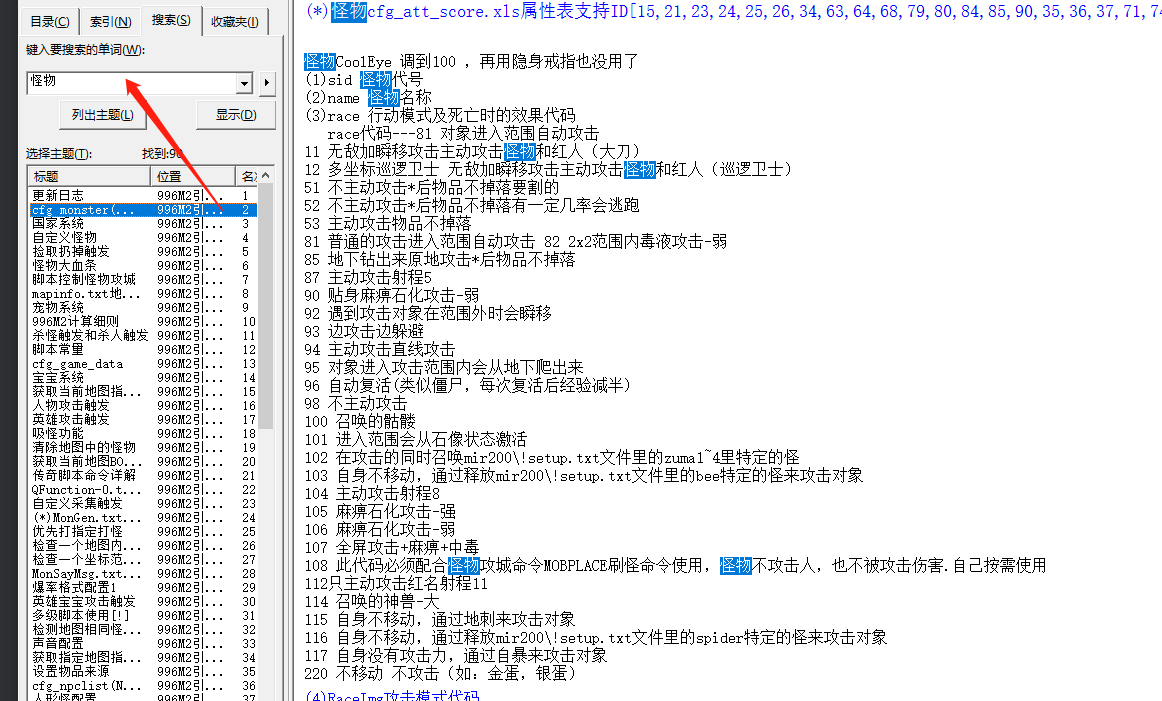 目录(C) 索引(N) 搜索(S) 收藏夹(I)
键入要搜索的单词(W):
怪物
列出主题(L) 显示(D)
选择主题(T): 找到:90
标题 位置
更新日志 996M2引... 1
cfg_monster(... 996M2引... 2
国家系统 996M2引... 3
自定义怪物 996M2引... 4
捡取扔掉触发 996M2引... 5
怪物大血条 996M2引... 6
脚本控制怪物攻城 996M2引... 7
mapinfo.txt地... 996M2引... 8
宠物系统 996M2引... 9
996M2计算细则 996M2引... 10
杀怪触发和杀人触发 996M2引... 11
脚本常量 996M2引... 12
cfg_game_data 996M2引... 13
宝宝系统 996M2引... 14
获取当前地图指... 996M2引... 15
人物攻击触发 996M2引... 16
英雄攻击触发 996M2引... 17
吸怪功能 996M2引... 18
清除地图中的怪物 996M2引... 19
获取当前地图BO... 996M2引... 20
传奇脚本命令详解 996M2引... 21
QFunction-0.t... 996M2引... 22
自定义采集触发 996M2引... 23
(*)MonGen.txt... 996M2引... 24
优先打指定打怪 996M2引... 25
检查一个地图内... 996M2引... 26
检查一个坐标范... 996M2引... 27
MonSayMsg.txt... 996M2引... 28
爆率格式配置1 996M2引... 29
英雄宝宝攻击触发 996M2引... 30
多级脚本使用[!] 996M2引... 31
检测地图相同怪... 996M2引... 32
声音配置 996M2引... 33
获取指定地图指... 996M2引... 34
设置物品来源 996M2引... 35
cfg_npclist(N... 996M2引... 36
人形怪配置 996M2引... 37
(*)怪物cfg_att_score.xls属性表支持ID[15,21,23,24,25,26,34,63,64,68,79,80,84,85,90,35,36,37,71,74
怪物CoolEye 调到100 ，再用隐身戒指也没用了
(1)sid 怪物代号
(2)name 怪物名称
(3)race 行动模式及死亡时的效果代码
race代码---81 对象进入范围自动攻击
11 无敌加瞬移攻击主动攻击怪物和红人（大刀）
12 多坐标巡逻卫士 无敌加瞬移攻击主动攻击怪物和红人（巡逻卫士）
51 不主动攻击*后物品不掉落要割的
52 不主动攻击*后物品不掉落有一定几率会逃跑
53 主动攻击物品不掉落
81 普通的攻击进入范围自动攻击 82 2x2范围内毒液攻击-弱
85 地下钻出来原地攻击*后物品不掉落
87 主动攻击射程5
90 贴身麻痹石化攻击-弱
92 遇到攻击对象在范围外时会瞬移
93 边攻击边躲避
94 主动攻击直线攻击
95 对象进入攻击范围内会从地下爬出来
96 自动复活(类似僵尸，每次复活后经验减半）
98 不主动攻击
100 召唤的骷髅
101 进入范围会从石像状态激活
102 在攻击的同时召唤mir200\!setup.txt文件里的zuma1~4里特定的怪
103 自身不移动，通过释放mir200\!setup.txt文件里的bee特定的怪来攻击对象
104 主动攻击射程8
105 麻痹石化攻击-强
106 麻痹石化攻击-弱
107 全屏攻击+麻痹+中毒
108 此代码必须配合怪物攻城命令MOBPLACE刷怪命令使用，怪物不攻击人，也不被攻击伤害.自己按需使用
112只主动攻击红名射程11
114 召唤的神兽-大
115 自身不移动，通过地刺来攻击对象
116 自身不移动，通过释放mir200\!setup.txt文件里的spider特定的怪来攻击对象
117 自身没有攻击力，通过自暴来攻击对象
220 不移动 不攻击（如：金蛋，银蛋）
(4)RaceImg攻击模式代码